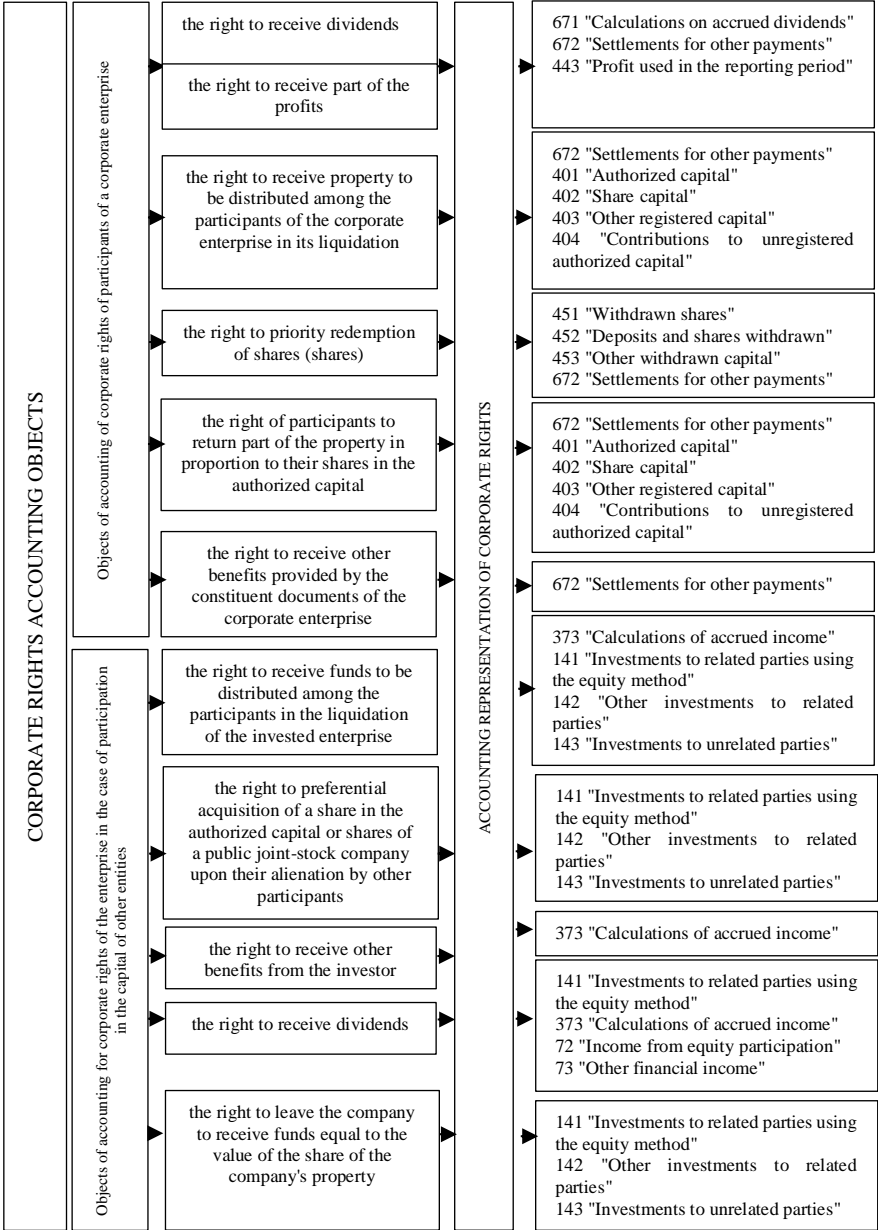 CORPORATE RIGHTS ACCOUNTING OBJECTS
Objects of accounting of corporate rights of participants of a corporate enterprise
the right to receive dividends
the right to receive part of the
profits
the right to receive property to
be distributed among the
participants of the corporate
enterprise in its liquidation
the right to priority redemption
of shares (shares)
the right of participants to
return part of the property in
proportion to their shares in the
authorized capital
the right to receive other
benefits provided by the
constituent documents of the
corporate enterprise
Objects of accounting for corporate rights of the enterprise in the case of participation
in the capital of other entities
the right to receive funds to be
distributed among the
participants in the liquidation
of the invested enterprise
the right to preferential
acquisition of a share in the
authorized capital or shares of
a public joint-stock company
upon their alienation by other
participants
the right to receive other
benefits from the investor
the right to receive dividends
the right to leave the company
to receive funds equal to the
value of the share of the
company's property
ACCOUNTING REPRESENTATION OF CORPORATE RIGHTS
671 "Calculations on accrued dividends"
672 "Settlements for other payments"
443 "Profit used in the reporting period"
672 "Settlements for other payments"
401 "Authorized capital"
402 "Share capital"
403 "Other registered capital"
404 "Contributions to unregistered
authorized capital"
451 "Withdrawn shares"
452 "Deposits and shares withdrawn"
453 "Other withdrawn capital"
672 "Settlements for other payments"
672 "Settlements for other payments"
401 "Authorized capital"
402 "Share capital"
403 "Other registered capital"
404 "Contributions to unregistered
authorized capital"
672 "Settlements for other payments"
373 "Calculations of accrued income"
141 "Investments to related parties using
the equity method"
142 "Other investments to related
parties"
143 "Investments to unrelated parties"
141 "Investments to related parties using
the equity method"
142 "Other investments to related
parties"
143 "Investments to unrelated parties"
373 "Calculations of accrued income"
141 "Investments to related parties using
the equity method"
373 "Calculations of accrued income"
72 "Income from equity participation"
73 "Other financial income"
141 "Investments to related parties using
the equity method"
142 "Other investments to related
parties"
143 "Investments to unrelated parties"